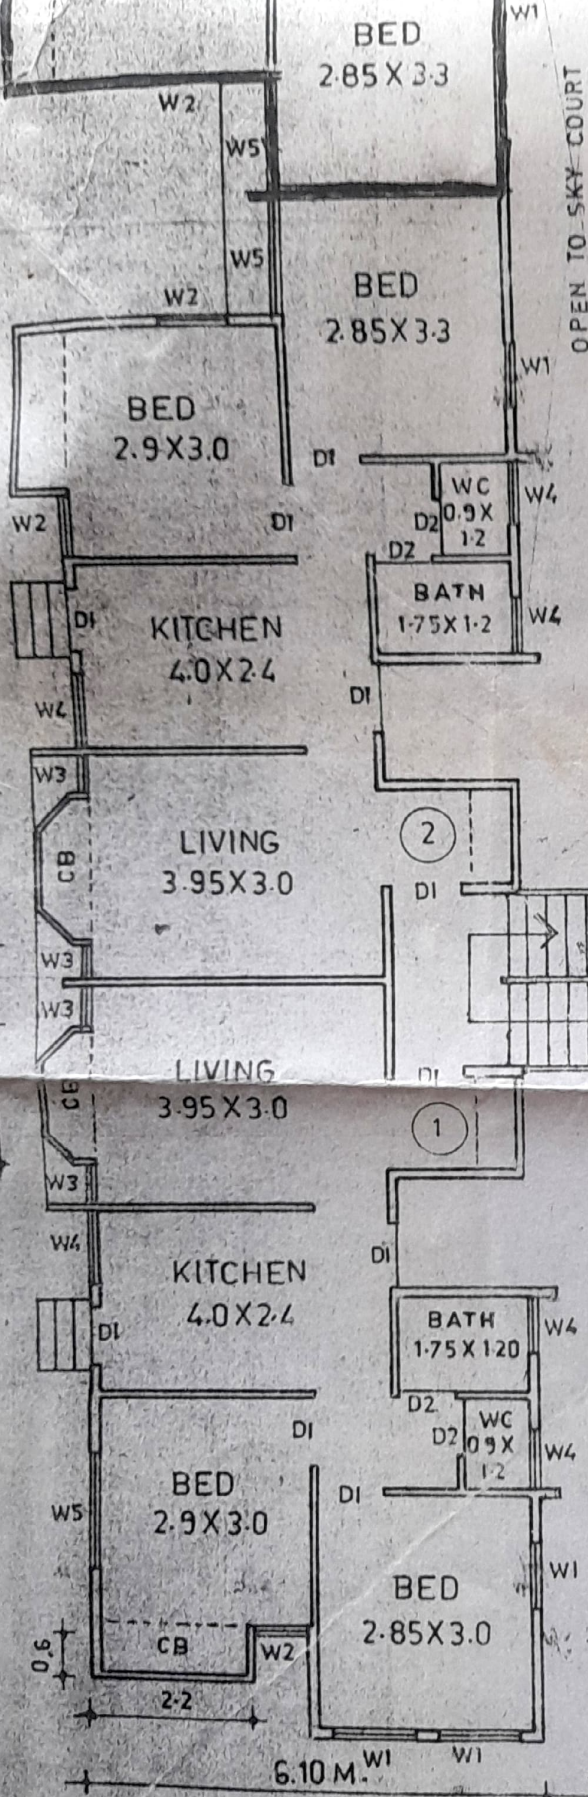 W1
BED
2.85 X 3.3
W2
W5
OPEN TO SKY COURT
W5
W2
BED
2.85 X 3.3
W1
BED
2.9 X 3.0
D1
WC
0.9 X
1.2
W4
W2
D1
D2
D2
BATH
1.75 X 1.2
W4
D1
KITCHEN
4.0 X 2.4
D1
W4
W3
CB
LIVING
3.95 X 3.0
2
D1
W3
W3
CB
LIVING
3.95 X 3.0
D1
1
W3
W4
KITCHEN
4.0 X 2.4
D1
D1
BATH
1.75 X 1.20
W4
D2
D1
D2
WC
0.9 X
1.2
W4
BED
2.9 X 3.0
D1
W5
W1
BED
2.85 X 3.0
0.6
CB
W2
2.2
W1
W1
6.10 M.